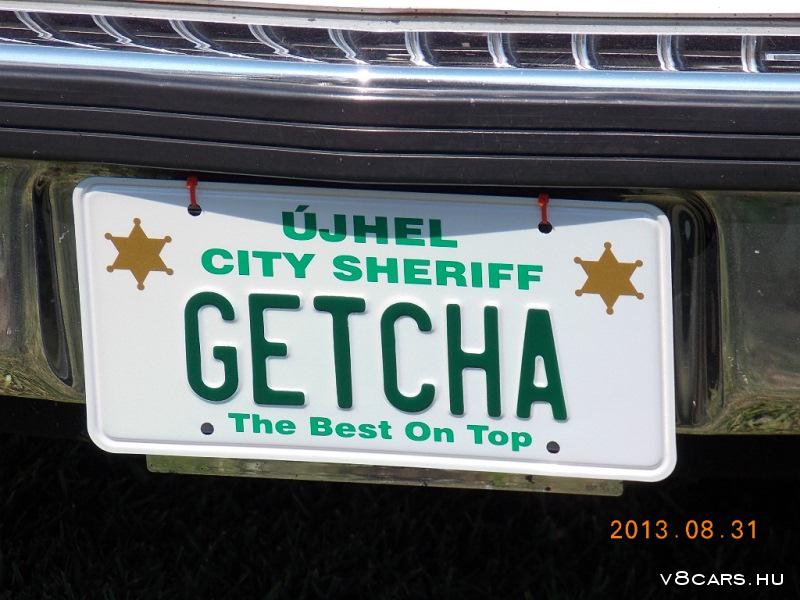 ÚJHEL
CITY SHERIFF
GETCHA
The Best On Top
2013.08.31
v8cars.hu